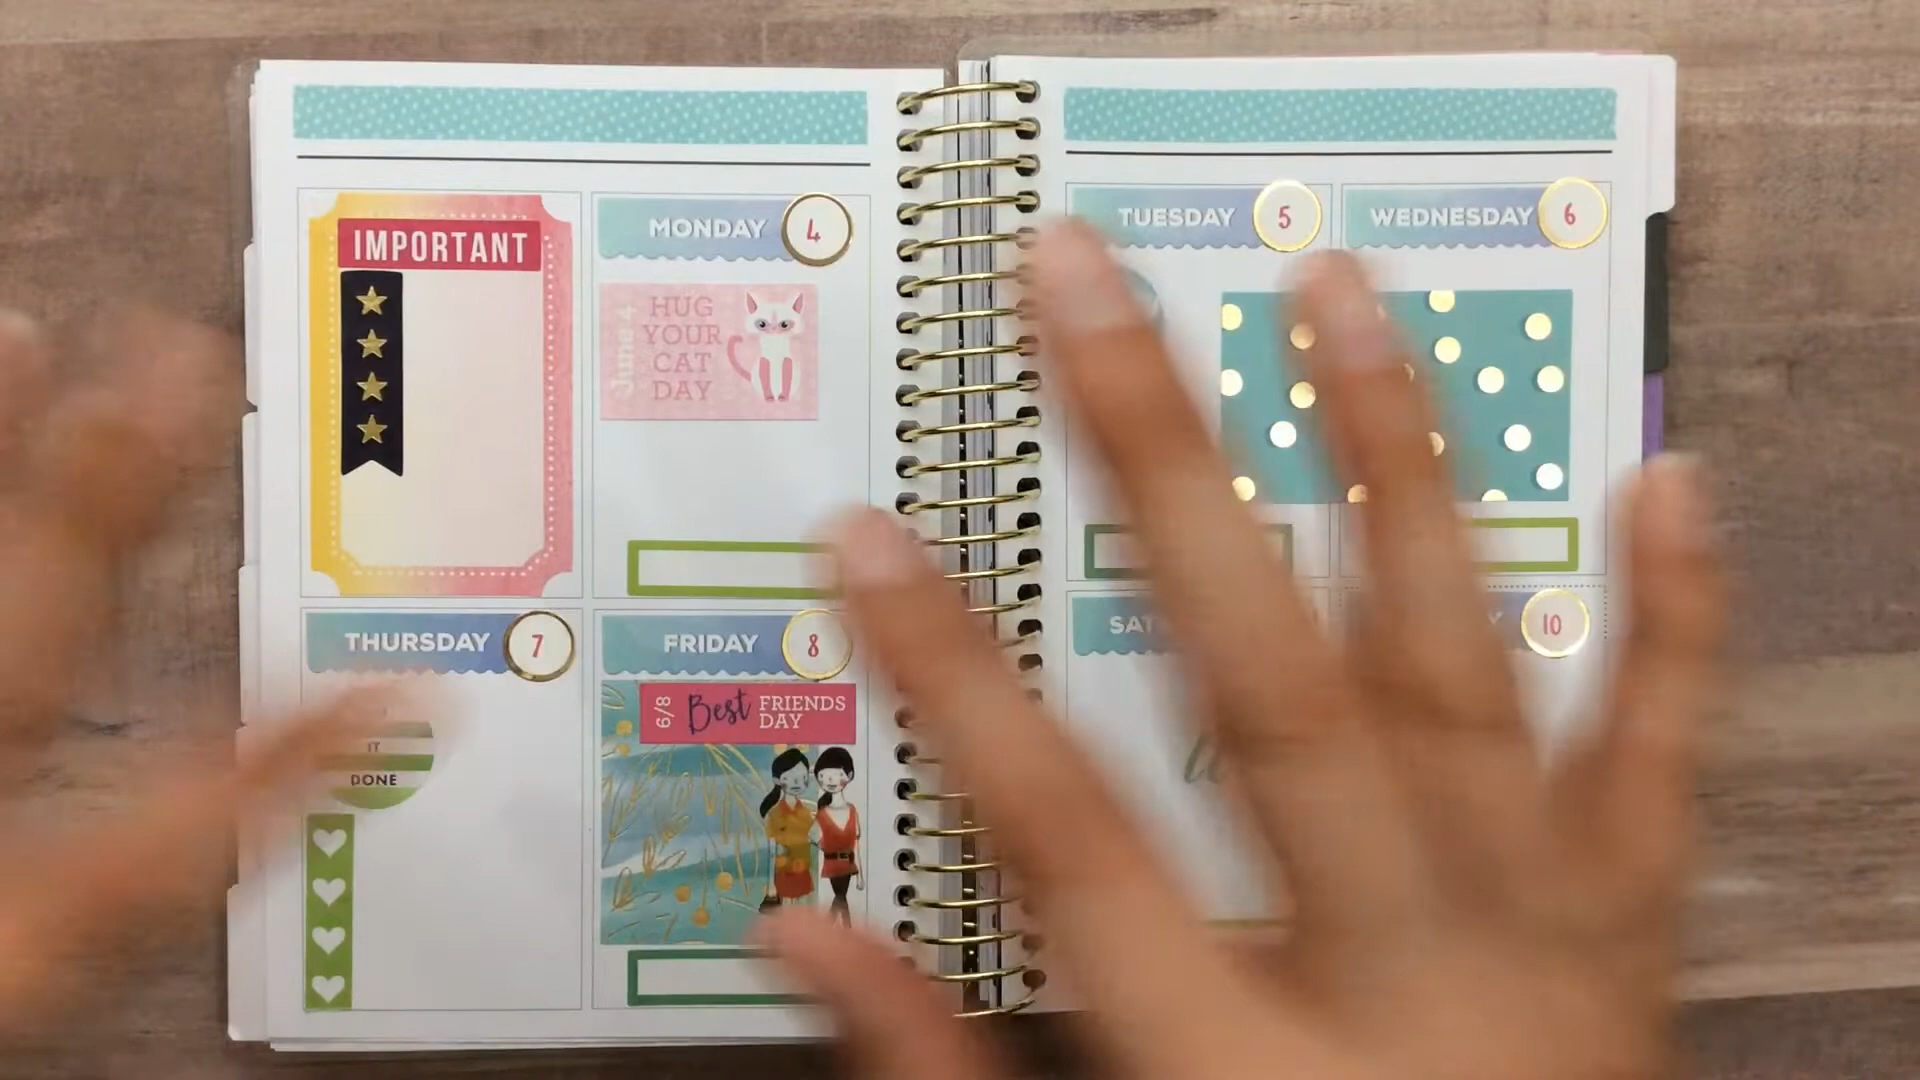 IMPORTANT
MONDAY 4
June 4
HUG
YOUR
CAT
DAY
TUESDAY 5
WEDNESDAY 6
THURSDAY 7
IT
DONE
FRIDAY 8
6/8 Best FRIENDS
DAY
10